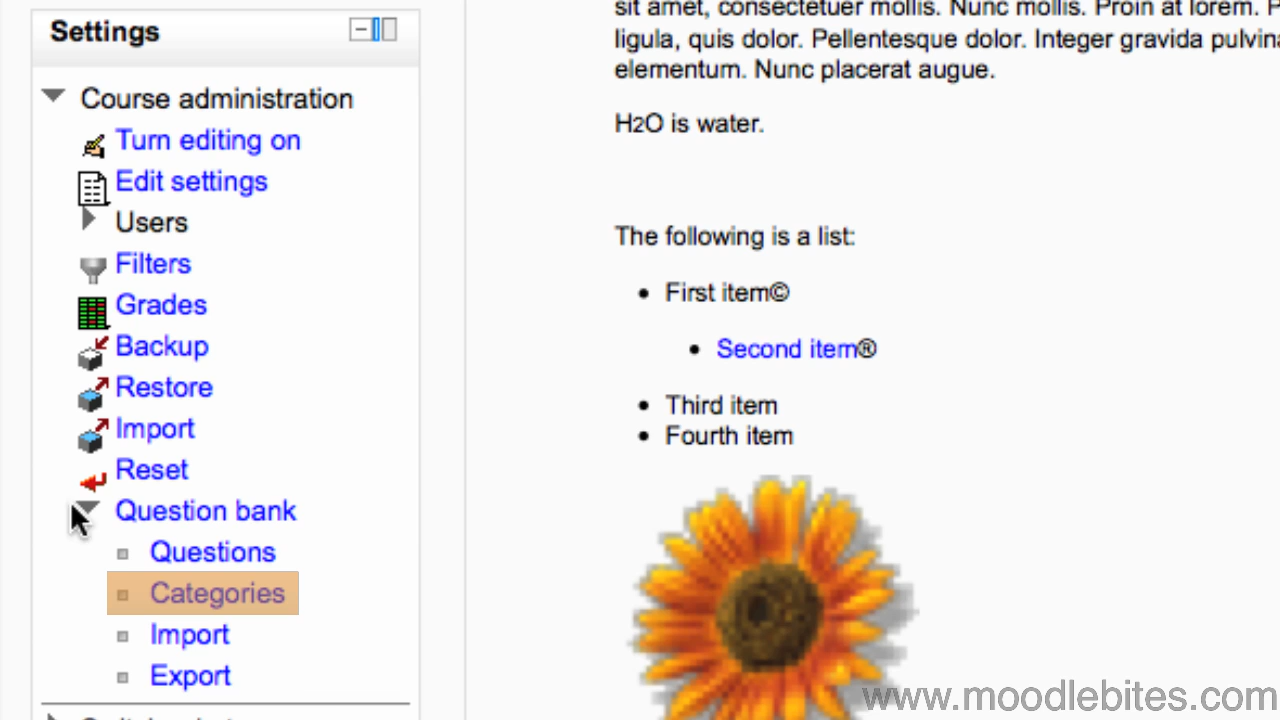 Settings
Course administration
Turn editing on
Edit settings
Users
Filters
Grades
Backup
Restore
Import
Reset
Question bank
Questions
Categories
Import
Export
sit amet, consectetuer mollis. Nunc mollis. Proin at lorem.
ligula, quis dolor. Pellentesque dolor. Integer gravida
elementum. Nunc placerat augue.
H2O is water.
The following is a list:
First item©
Second item®
Third item
Fourth item
www.moodlebites.com